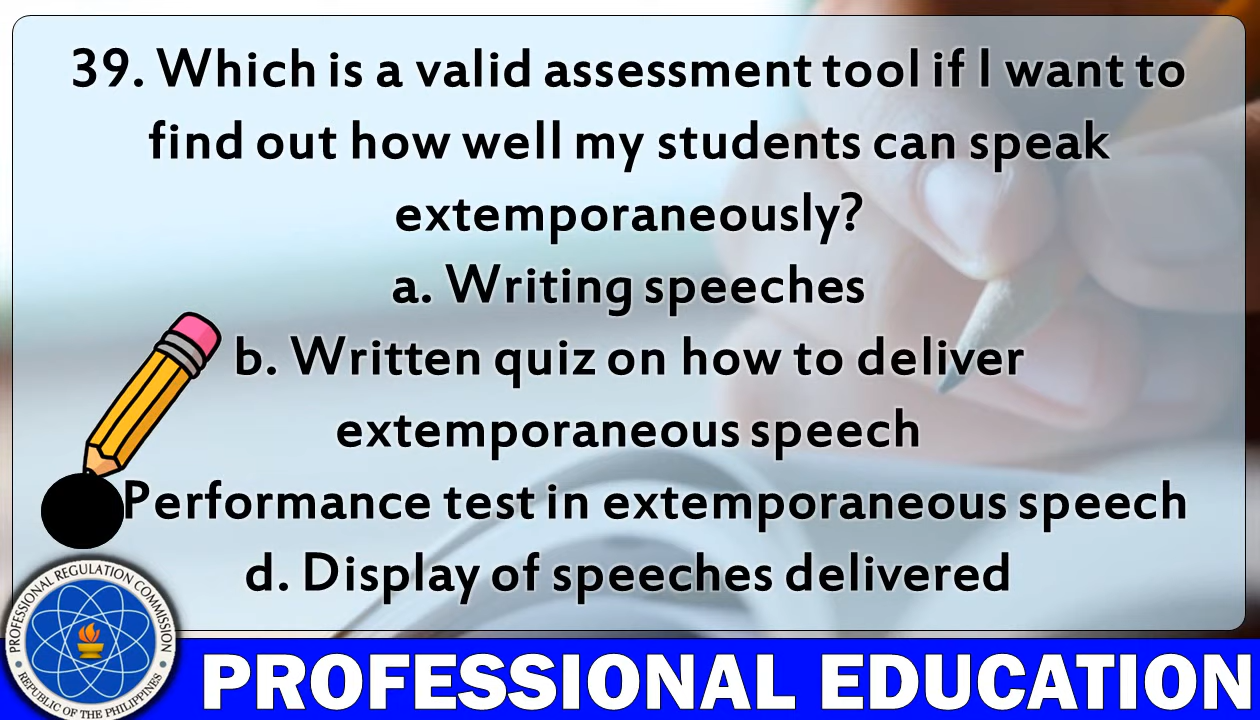 39. Which is a valid assessment tool if I want to
find out how well my students can speak
extemporaneously?
a. Writing speeches
b. Written quiz on how to deliver
extemporaneous speech
Performance test in extemporaneous speech
d. Display of speeches delivered
PROFESSIONAL REGULATION COMMISSION
REPUBLIC OF THE PHILIPPINES
PROFESSIONAL EDUCATION